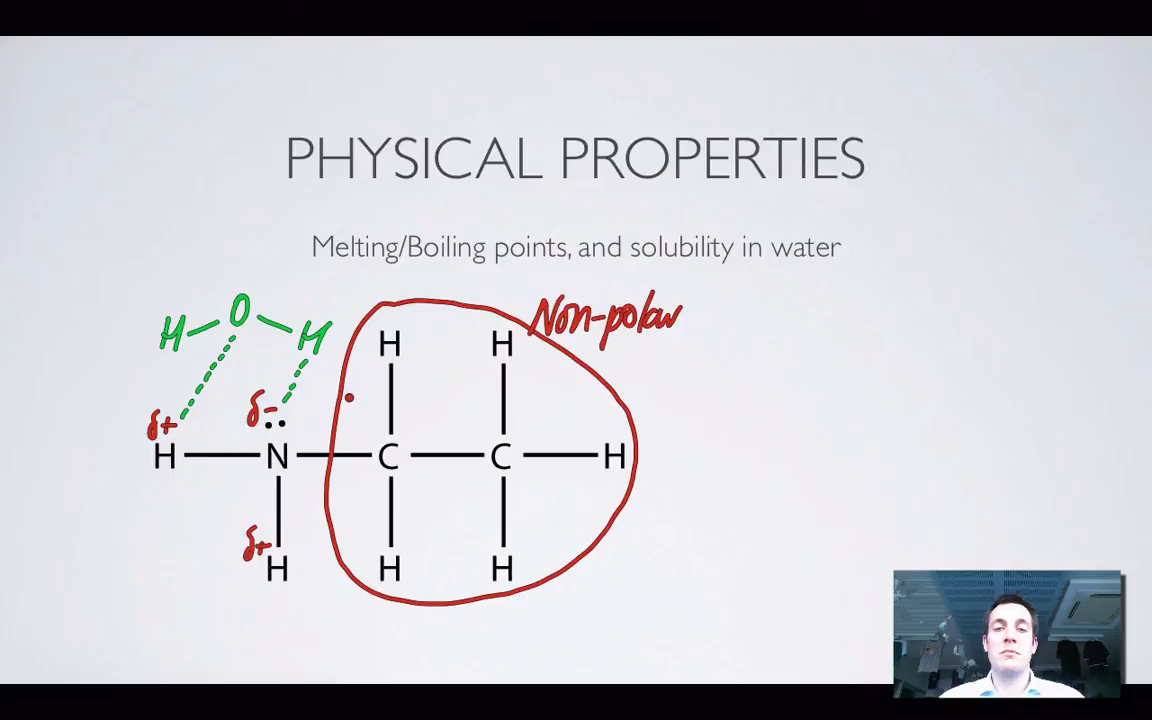 PHYSICAL PROPERTIES
Melting/Boiling points, and solubility in water
Non-polar
H O H
H H
δ+ δ-
H N C C H
δ+
H H H